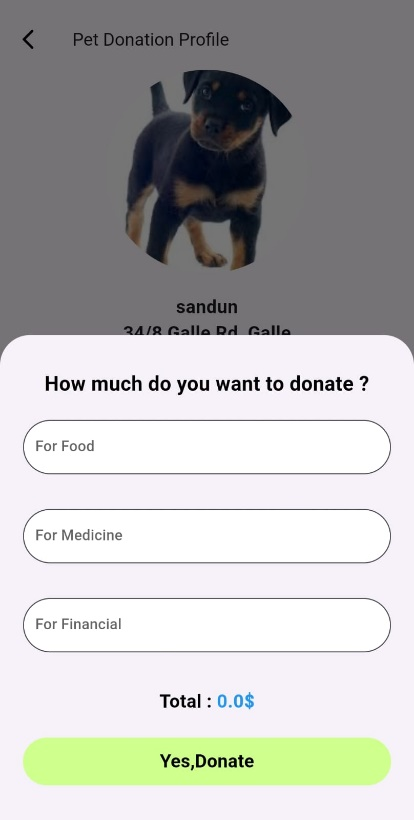 Pet Donation Profile
sandun
34/8 Galle Rd, Galle
How much do you want to donate ?
For Food
For Medicine
For Financial
Total : 0.0$
Yes,Donate